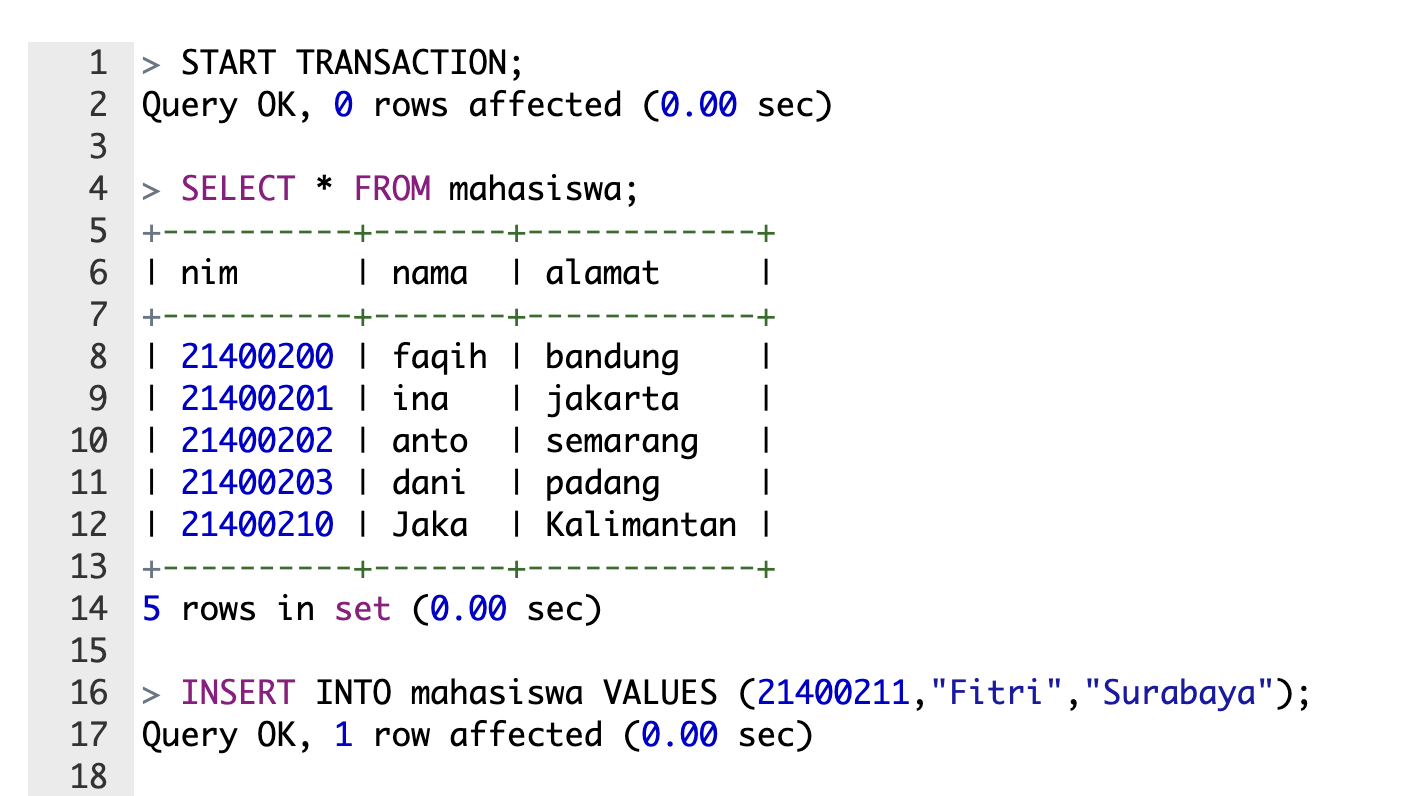 1 > START TRANSACTION;
2 Query OK, 0 rows affected (0.00 sec)
3
4 > SELECT * FROM mahasiswa;
5 +----------+-------+------------+
6 | nim      | nama  | alamat     |
7 +----------+-------+------------+
8 | 21400200 | faqih | bandung    |
9 | 21400201 | ina   | jakarta    |
10 | 21400202 | anto  | semarang   |
11 | 21400203 | dani  | padang     |
12 | 21400210 | Jaka  | Kalimantan |
13 +----------+-------+------------+
14 5 rows in set (0.00 sec)
15
16 > INSERT INTO mahasiswa VALUES (21400211,"Fitri","Surabaya");
17 Query OK, 1 row affected (0.00 sec)
18